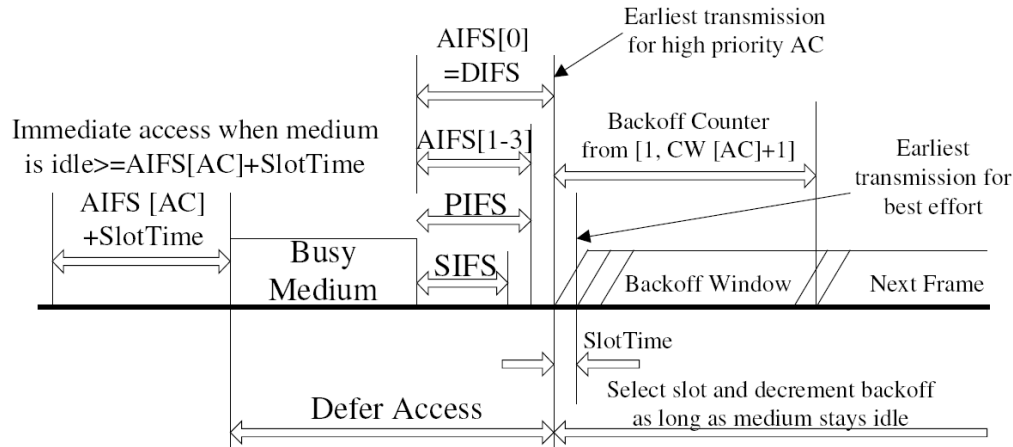 AIFS[0]
=DIFS
Earliest transmission
for high priority AC
Immediate access when medium
is idle>=AIFS[AC]+SlotTime
AIFS[1-3]
Backoff Counter
from [1, CW [AC]+1]
Earliest
transmission for
best effort
AIFS [AC]
+SlotTime
PIFS
Busy
Medium
SIFS
Backoff Window
Next Frame
SlotTime
Defer Access
Select slot and decrement backoff
as long as medium stays idle